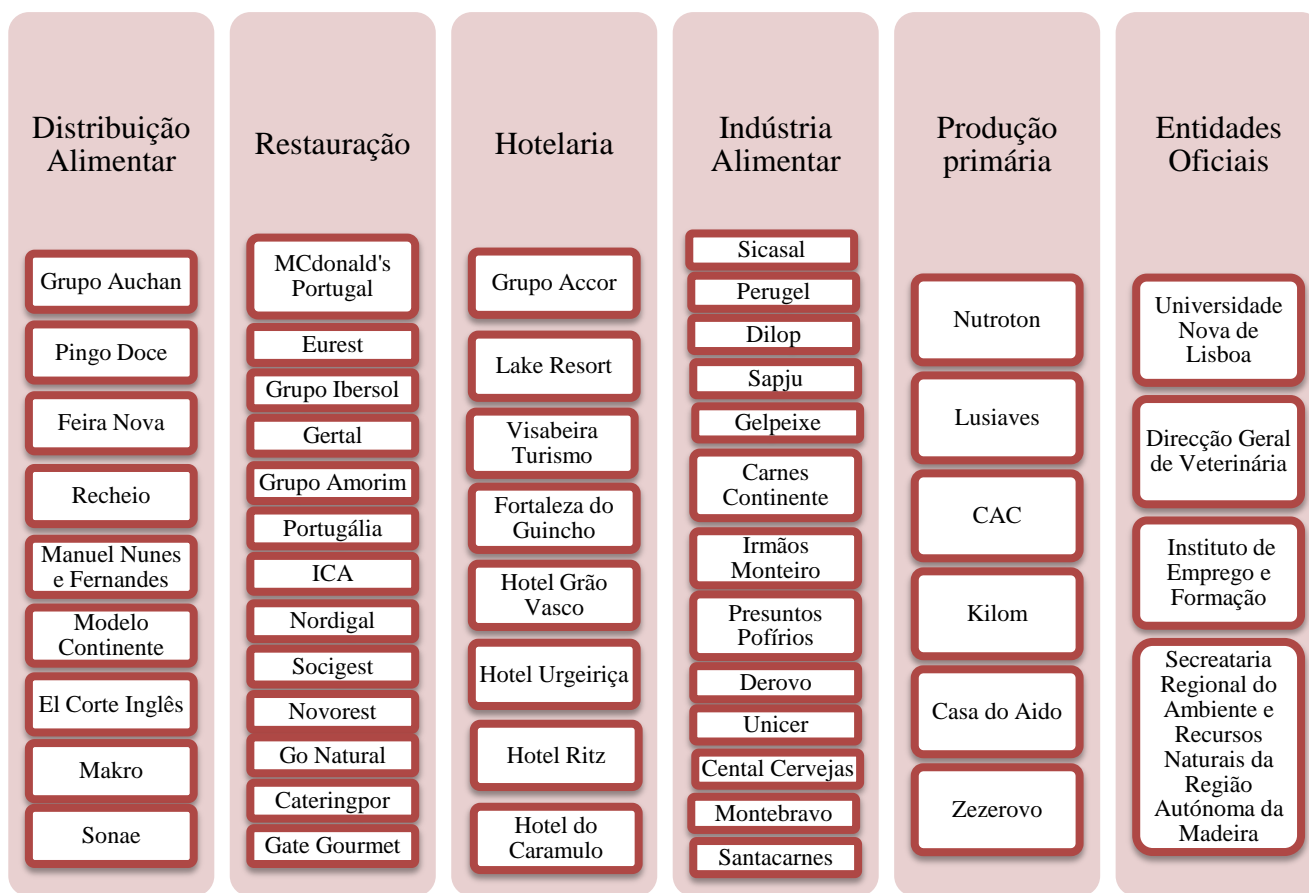 Distribuição
Alimentar
Grupo Auchan
Pingo Doce
Feira Nova
Recheio
Manuel Nunes
e Fernandes
Modelo
Continente
El Corte Inglês
Makro
Sonae
Restauração
MCdonald's
Portugal
Eurest
Grupo Ibersol
Gertal
Grupo Amorim
Portugália
ICA
Nordigal
Socigest
Novorest
Go Natural
Cateringpor
Gate Gourmet
Hotelaria
Grupo Accor
Lake Resort
Visabeira
Turismo
Fortaleza do
Guincho
Hotel Grão
Vasco
Hotel Urgeiriça
Hotel Ritz
Hotel do
Caramulo
Indústria
Alimentar
Sicasal
Perugel
Dilop
Sapju
Gelpeixe
Carnes
Continente
Irmãos
Monteiro
Presuntos
Pofírios
Derovo
Unicer
Cental Cervejas
Montebravo
Santacarnes
Produção
primária
Nutroton
Lusiaves
CAC
Kilom
Casa do Aido
Zezerovo
Entidades
Oficiais
Universidade
Nova de
Lisboa
Direcção Geral
de Veterinária
Instituto de
Emprego e
Formação
Secreataria
Regional do
Ambiente e
Recursos
Naturais da
Região
Autónoma da
Madeira